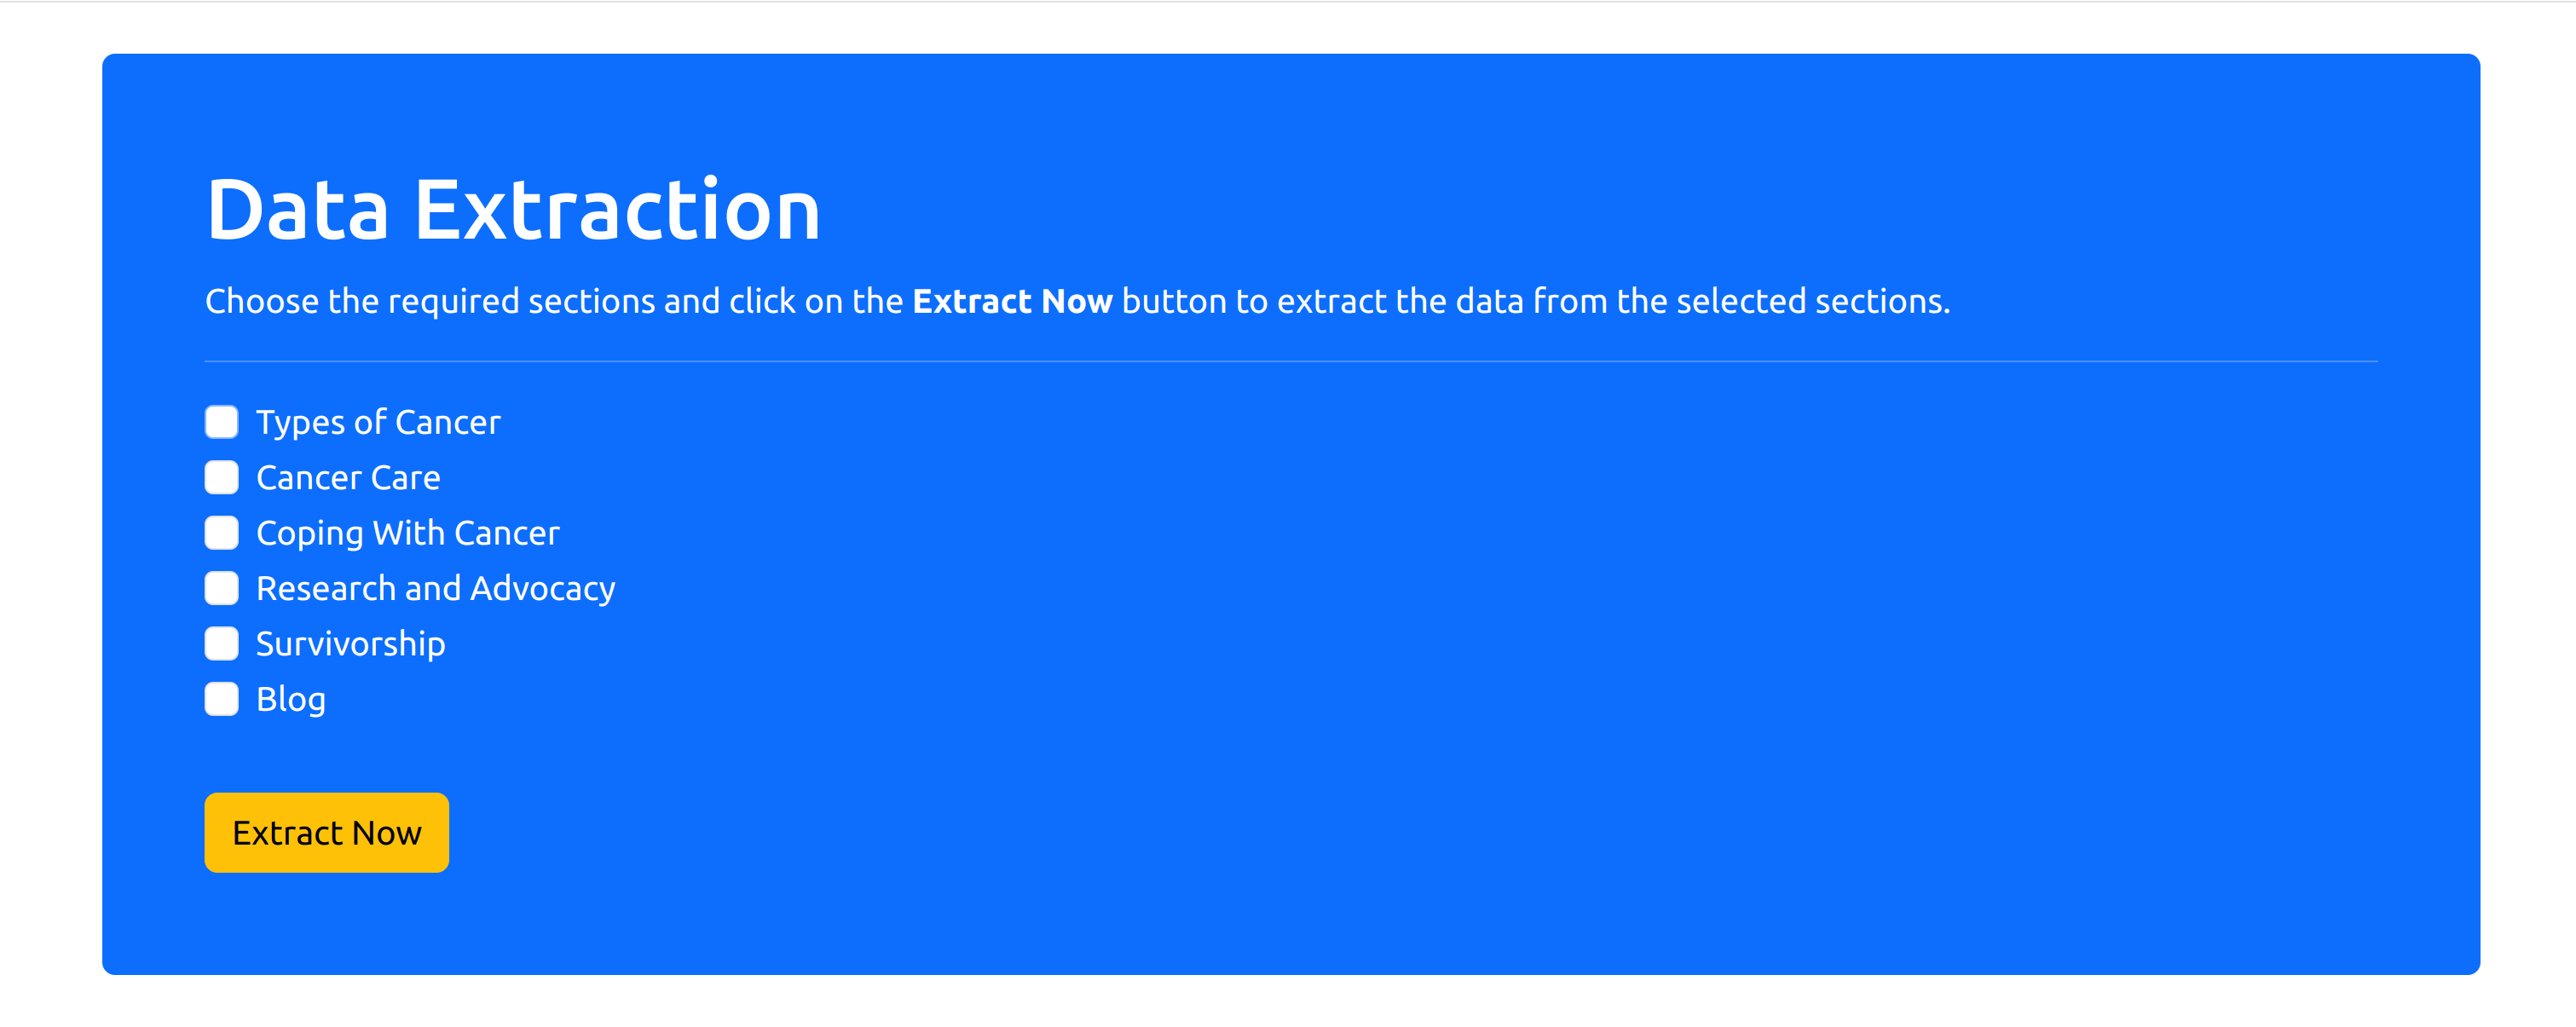 Data Extraction
Choose the required sections and click on the Extract Now button to extract the data from the selected sections.
Types of Cancer
Cancer Care
Coping With Cancer
Research and Advocacy
Survivorship
Blog
Extract Now